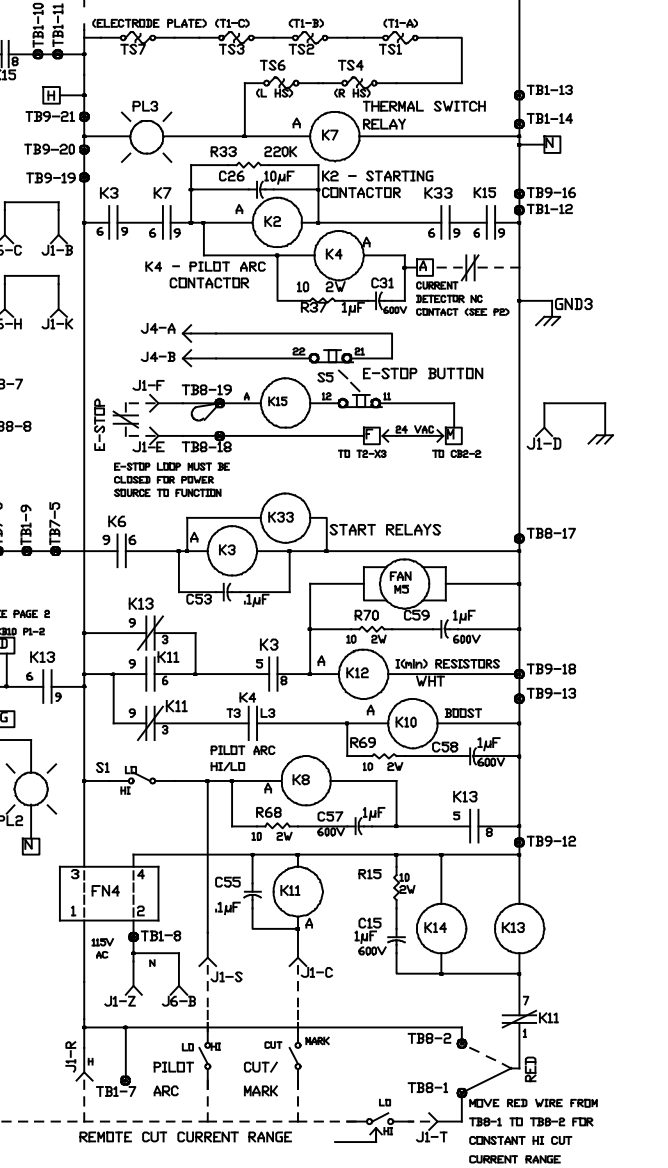 TB1-10
TB1-11
(ELECTRODE PLATE) (T1-C) (T1-B) (T1-A)
TS7 TS3 TS2 TS1
8
K15
TS6 TS4
(L HS) (R HS)
H
TB1-13
PL3
THERMAL SWITCH
RELAY
TB9-21
A
K7
TB1-14
N
TB9-20
R33 220K
TB9-19
C26 10µF
K2 - STARTING
CONTACTOR
TB9-16
K3 K7 A K2 K33 K15
TB1-12
6 9 6 9 6 9 6 9
J1-B
K4 A
K4 - PILOT ARC
CONTACTOR
A
10 2W C31
R37 1µF 600V
CURRENT
DETECTOR NC
CONTACT (SEE P2)
GND3
J1-K
J4-A
J4-B
22 21
S5
E-STOP BUTTON
J1-F TB8-19
A K15 12 11
E-STOP
J1-E TB8-18
F 24 VAC M
TO T2-X3 TO CB2-2
J1-D
E-STOP LOOP MUST BE
CLOSED FOR POWER
SOURCE TO FUNCTION
TB1-9
TB7-5
K6
9 6
K33
START RELAYS
A K3
TB8-17
C53 .1µF
FAN
M5
E PAGE 2
K13
R70 C59 1µF
10 2W 600V
9 3
K13
6 9
K11
9 6
K3
5 8
A K12
I(min) RESISTORS
WHT
TB9-18
TB9-13
K11
9 3
K4
T3 L3
A K10 BOOST
G
PILOT ARC
HI/LO
R69 C58 1µF
10 2W 600V
S1 LO
HI
A K8
PL2
R68 C57 1µF
10 2W 600V
K13
5 8
N
TB9-12
3 4
FN4
1 2
C55
.1µF
K11
A
R15 10
2W
C15
1µF
600V
K14 K13
115V
AC
TB1-8
N
J1-Z J6-B
J1-S J1-C
7
K11
1
J1-R
H
TB1-7
LO HI
PILOT
ARC
CUT MARK
CUT/
MARK
TB8-2
TB8-1
RED
REMOTE CUT CURRENT RANGE
LO
HI
J1-T
MOVE RED WIRE FROM
TB8-1 TO TB8-2 FOR
CONSTANT HI CUT
CURRENT RANGE